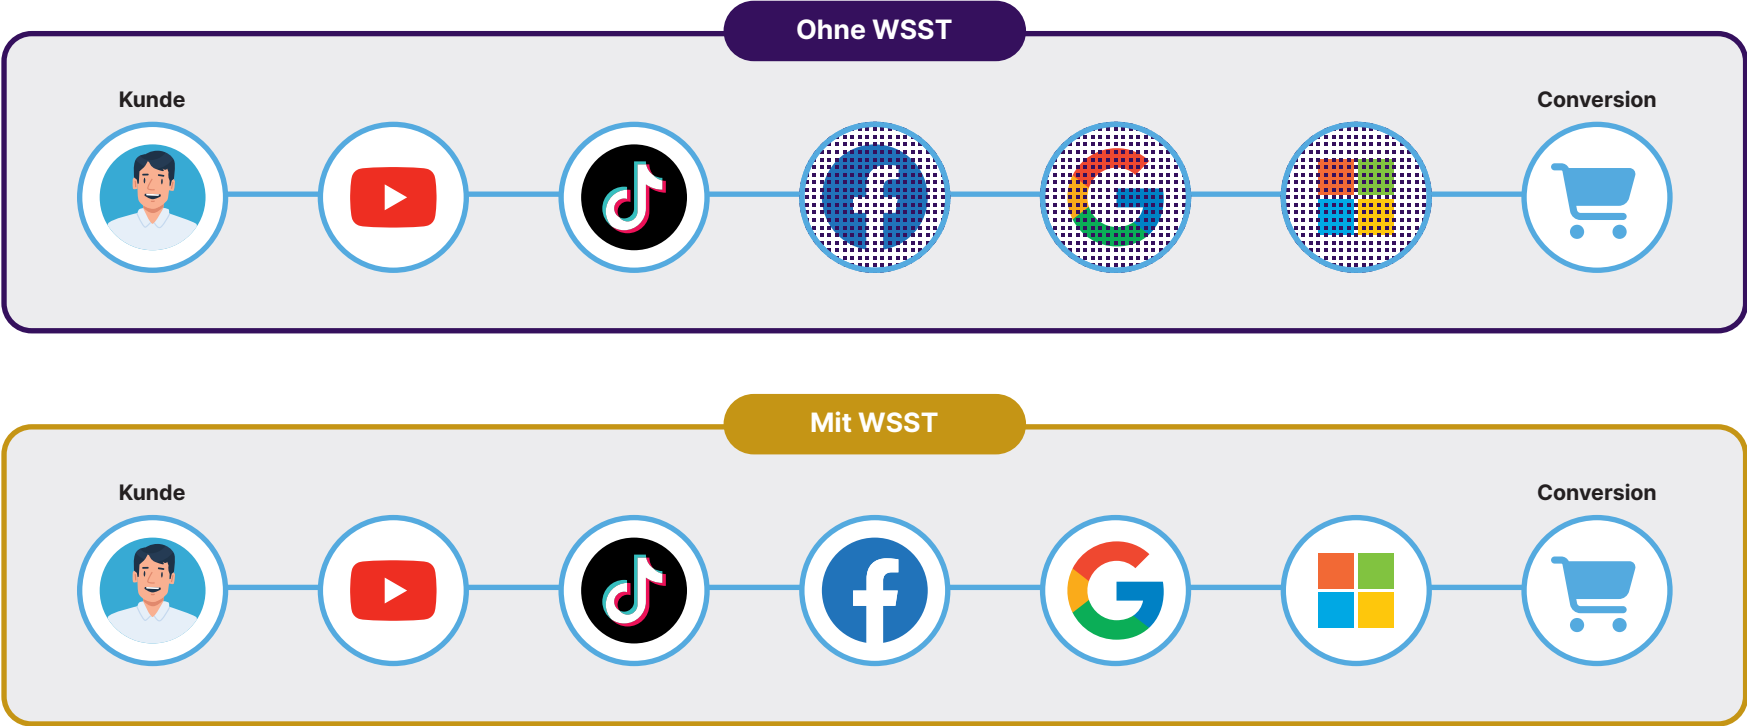 Ohne WSST
Kunde
Conversion
Mit WSST
Kunde
Conversion